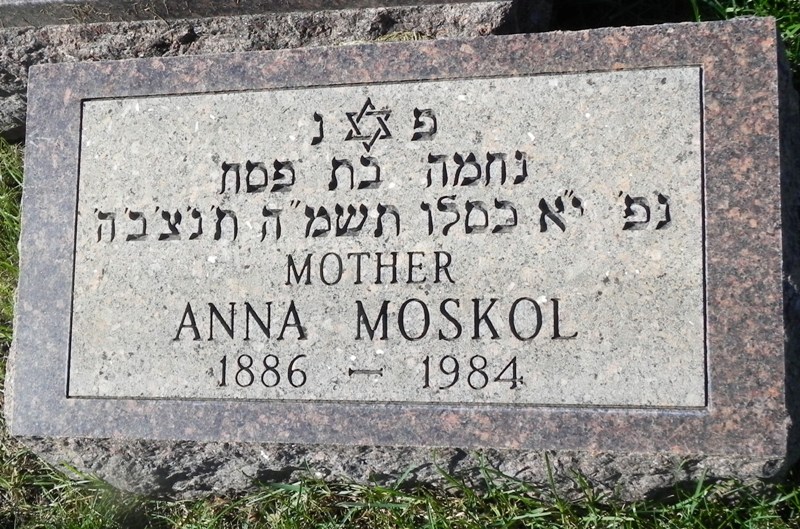 פ ✡ נ
נחמה בת פסח
נפ' י"א כסלו תשמ"ה ת'נ'צ'ב'ה'
MOTHER
ANNA MOSKOL
1886 – 1984